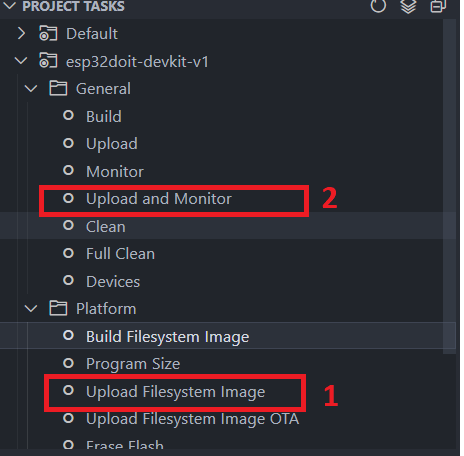 PROJECT TASKS
Default
esp32doit-devkit-v1
General
Build
Upload
Monitor
Upload and Monitor 2
Clean
Full Clean
Devices
Platform
Build Filesystem Image
Program Size
Upload Filesystem Image 1
Upload Filesystem Image OTA
Erase Flash